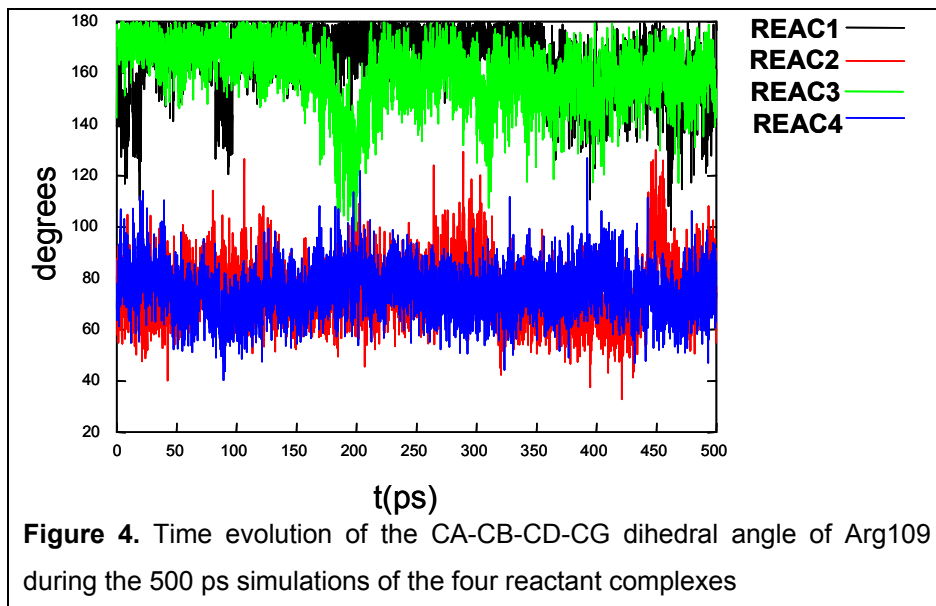 180
160
140
120
100
80
60
40
20
degrees
0 50 100 150 200 250 300 350 400 450 500
t(ps)
REAC1
REAC2
REAC3
REAC4
Figure 4. Time evolution of the CA-CB-CD-CG dihedral angle of Arg109
during the 500 ps simulations of the four reactant complexes